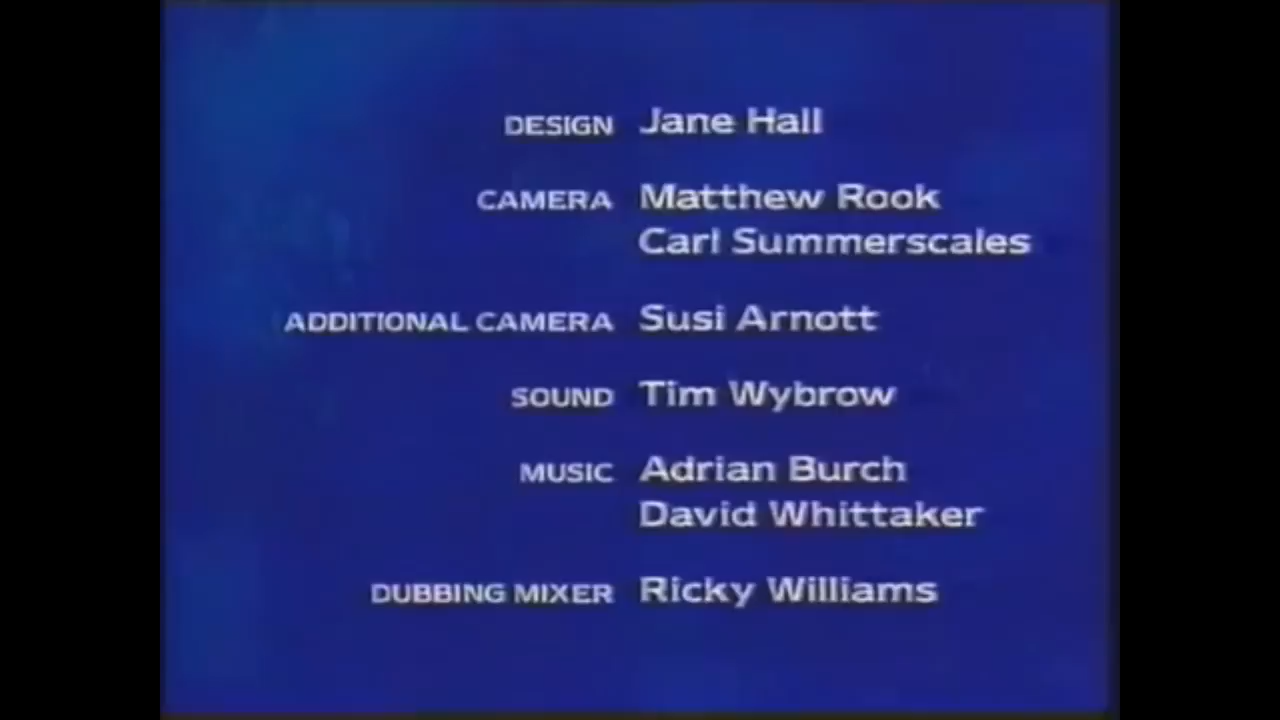 DESIGN Jane Hall
CAMERA Matthew Rook
Carl Summerscales
ADDITIONAL CAMERA Susi Arnott
SOUND Tim Wybrow
MUSIC Adrian Burch
David Whittaker
DUBBING MIXER Ricky Williams